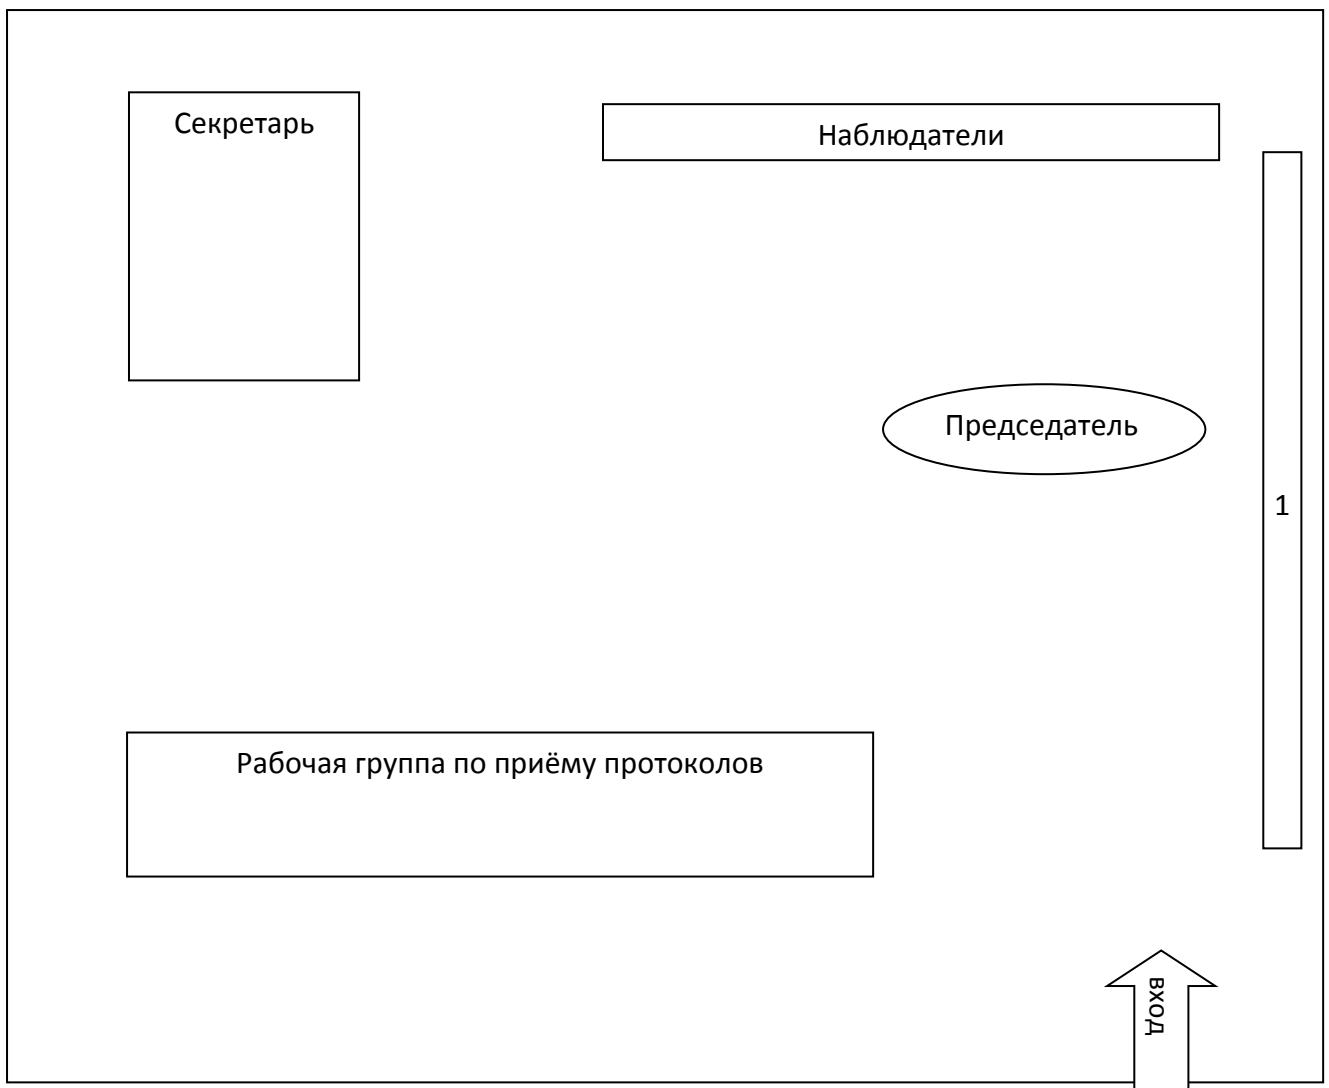 Секретарь
Наблюдатели
Председатель
1
Рабочая группа по приёму протоколов
вход